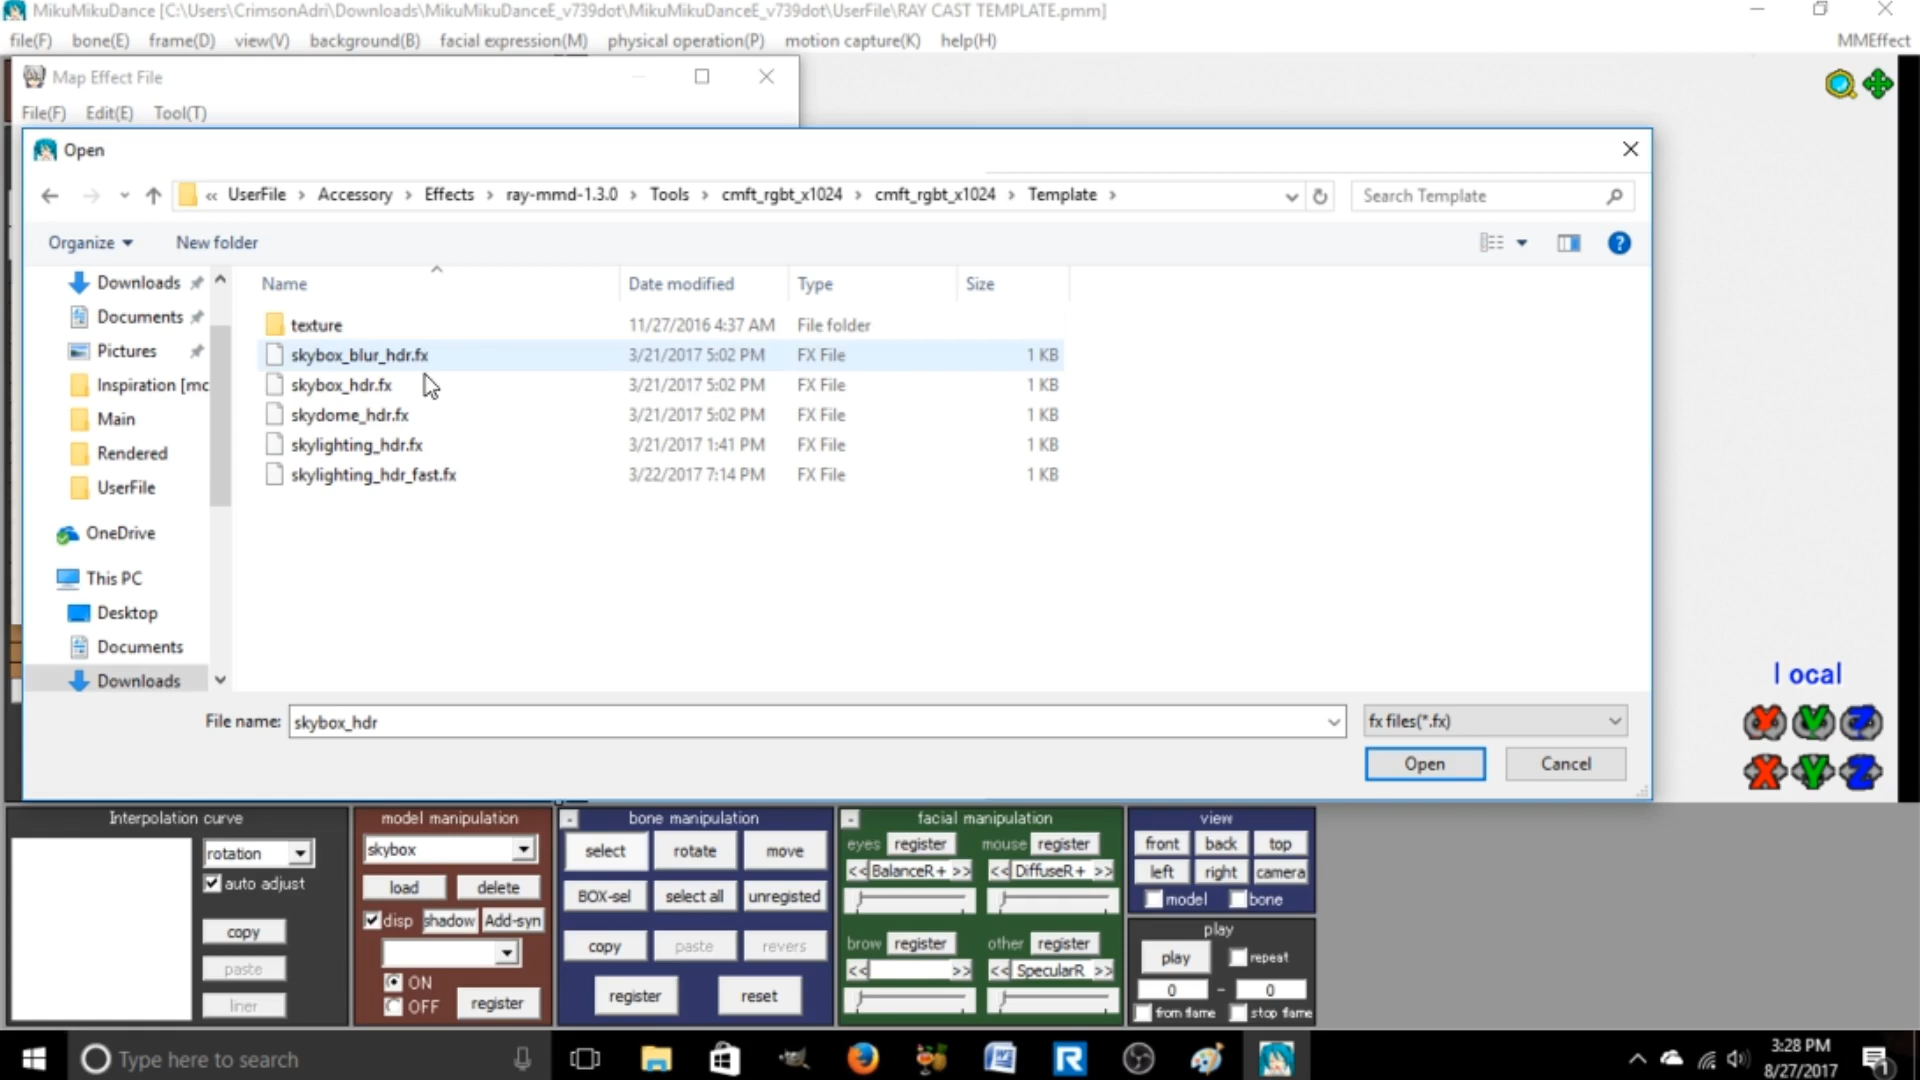 MikuMikuDance [C:\Users\CrimsonAdri\Downloads\MikuMikuDanceE_v739dot\MikuMikuDanceE_v739dot\UserFile\RAY CAST TEMPLATE.pmm]
file(F) bone(E) frame(D) view(V) background(B) facial expression(M) physical operation(P) motion capture(K) help(H) MMEffect
Map Effect File
File(F) Edit(E) Tool(T)
Open
« UserFile › Accessory › Effects › ray-mmd-1.3.0 › Tools › cmft_rgbt_x1024 › cmft_rgbt_x1024 › Template › Search Template
Organize New folder
Name Date modified Type Size
Downloads
Documents
Pictures
Inspiration [mc
Main
Rendered
UserFile
OneDrive
This PC
Desktop
Documents
Downloads
texture 11/27/2016 4:37 AM File folder
skybox_blur_hdr.fx 3/21/2017 5:02 PM FX File 1 KB
skybox_hdr.fx 3/21/2017 5:02 PM FX File 1 KB
skydome_hdr.fx 3/21/2017 5:02 PM FX File 1 KB
skylighting_hdr.fx 3/21/2017 1:41 PM FX File 1 KB
skylighting_hdr_fast.fx 3/22/2017 7:14 PM FX File 1 KB
File name: skybox_hdr fx files(*.fx)
Open Cancel
local
X Y Z
X Y Z
Interpolation curve
rotation
auto adjust
copy
paste
liner
model manipulation
skybox
load delete
disp shadow Add-syn
ON
OFF register
- bone manipulation
select rotate move
BOX-sel select all unregisted
copy paste revers
register reset
- facial manipulation
eyes register mouse register
<< BalanceR+ >> << DiffuseR+ >>
brow register other register
<< >> << SpecularR >>
view
front back top
left right camera
model bone
play
play repeat
0 - 0
from flame stop flame
Type here to search
3:28 PM
8/27/2017
1